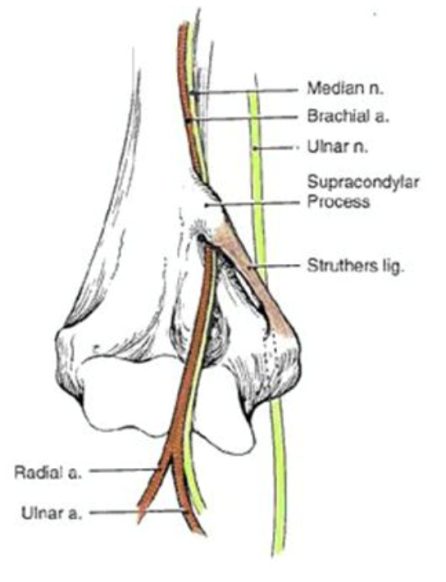 Median n.
Brachial a.
Ulnar n.
Supracondylar
Process
Struthers lig.
Radial a.
Ulnar a.